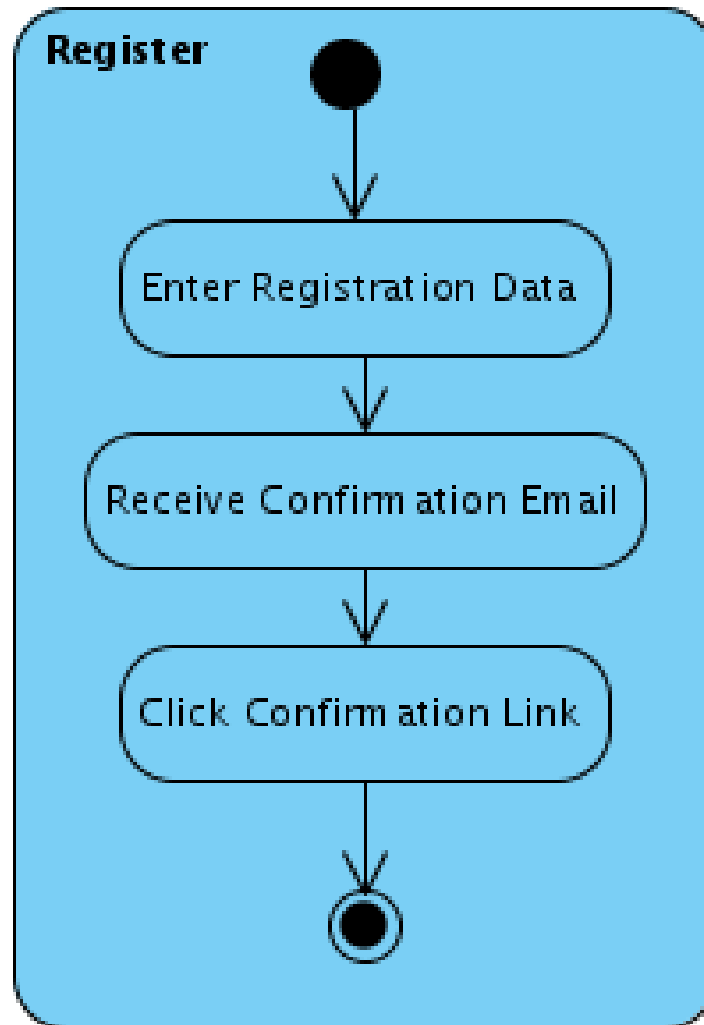 Register
Enter Registration Data
Receive Confirmation Email
Click Confirmation Link